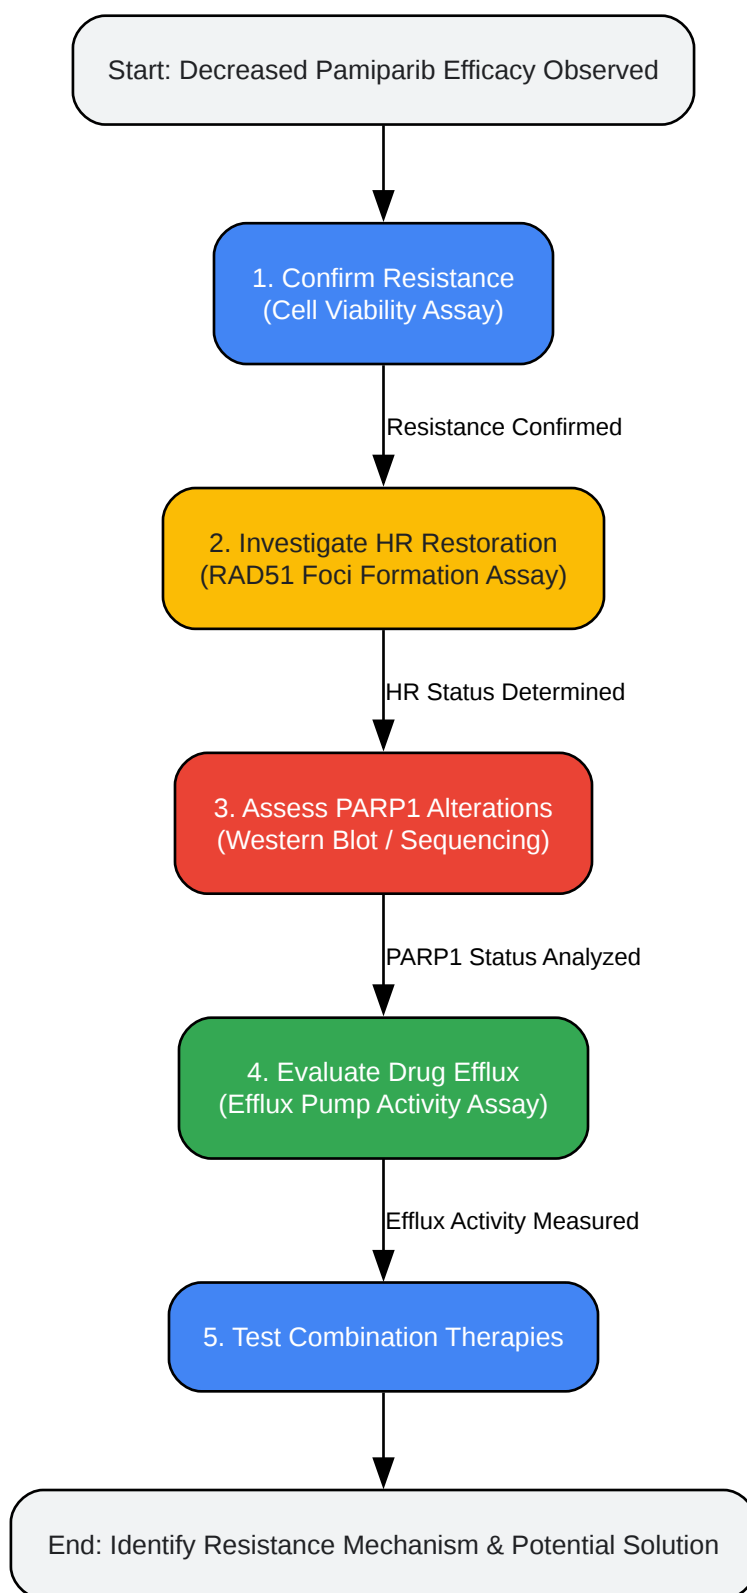 Start: Decreased Pamiparib Efficacy Observed
1. Confirm Resistance
(Cell Viability Assay)
Resistance Confirmed
2. Investigate HR Restoration
(RAD51 Foci Formation Assay)
HR Status Determined
3. Assess PARP1 Alterations
(Western Blot / Sequencing)
PARP1 Status Analyzed
4. Evaluate Drug Efflux
(Efflux Pump Activity Assay)
Efflux Activity Measured
5. Test Combination Therapies
End: Identify Resistance Mechanism & Potential Solution